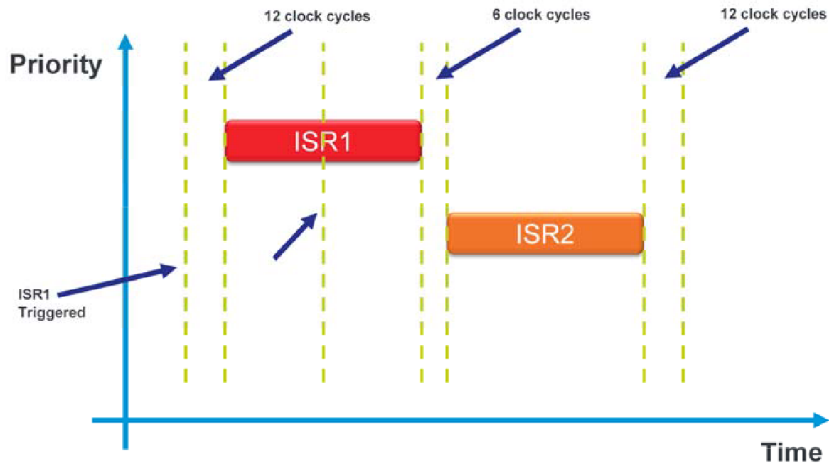 12 clock cycles
6 clock cycles
12 clock cycles
Priority
ISR1
ISR2
ISR1
Triggered
Time